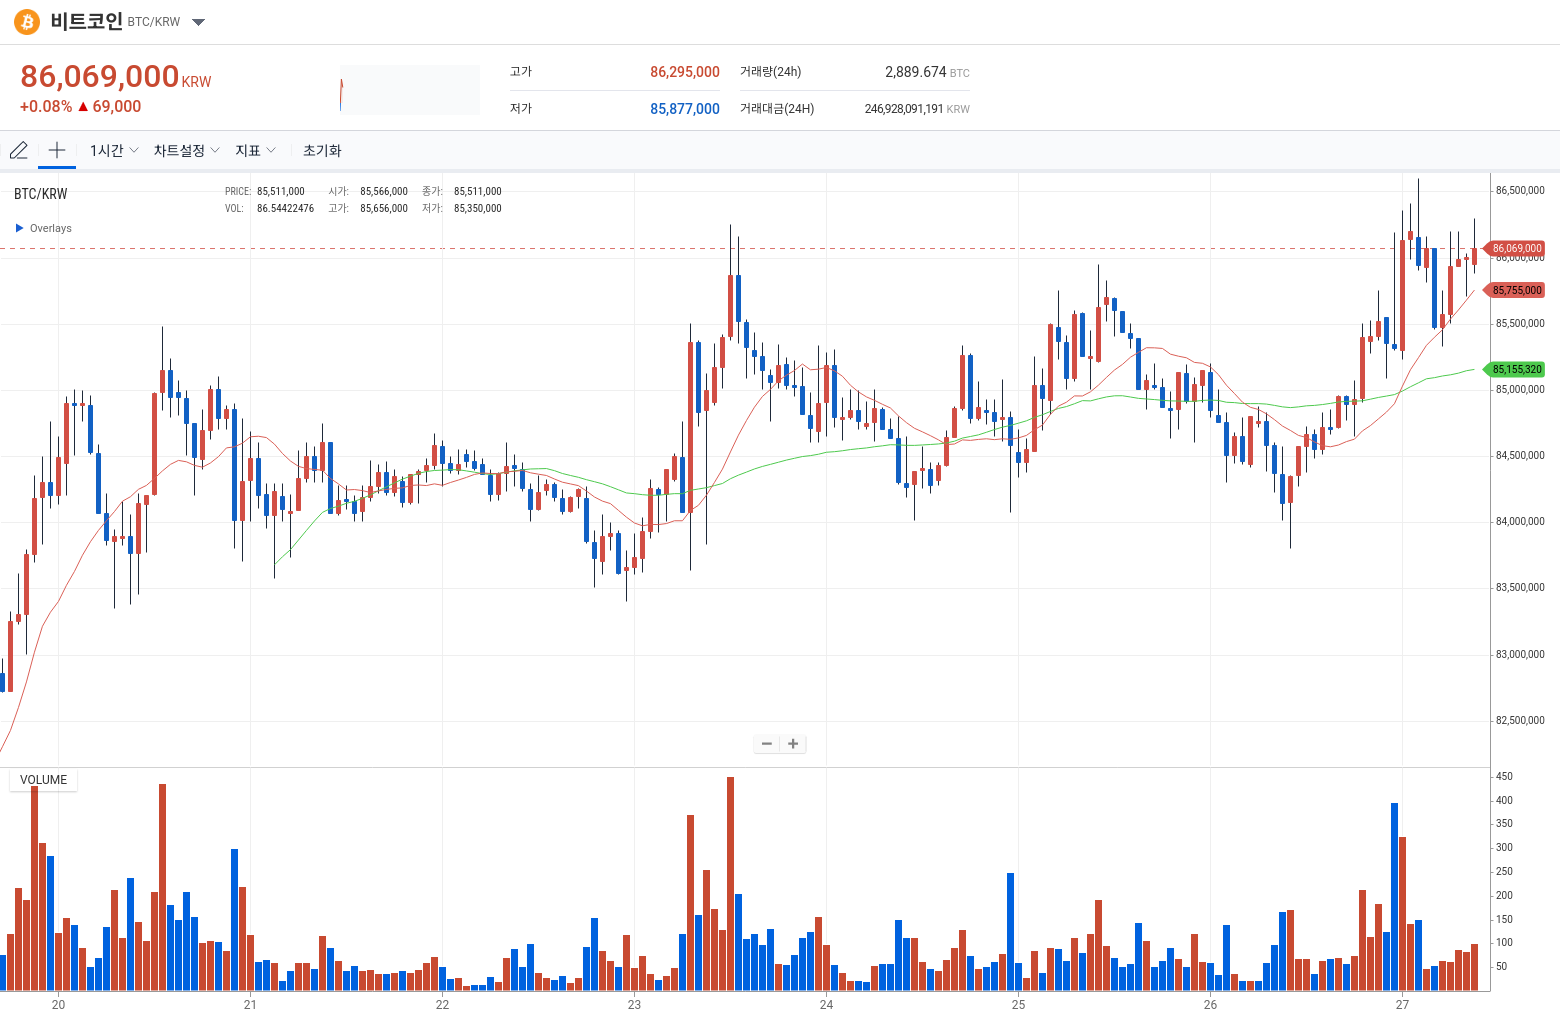 비트코인 BTC/KRW
86,069,000 KRW
+0.08% ▲ 69,000
고가 86,295,000 거래량(24h) 2,889.674 BTC
저가 85,877,000 거래대금(24H) 246,928,091,191 KRW
1시간 차트설정 지표 초기화
BTC/KRW
PRICE: 85,511,000 시가: 85,566,000 종가: 85,511,000
VOL: 86.54422476 고가: 85,656,000 저가: 85,350,000
Overlays
86,500,000
86,069,000
86,000,000
85,755,000
85,500,000
85,155,320
85,000,000
84,500,000
84,000,000
83,500,000
83,000,000
82,500,000
VOLUME
450
400
350
300
250
200
150
100
50
20 21 22 23 24 25 26 27